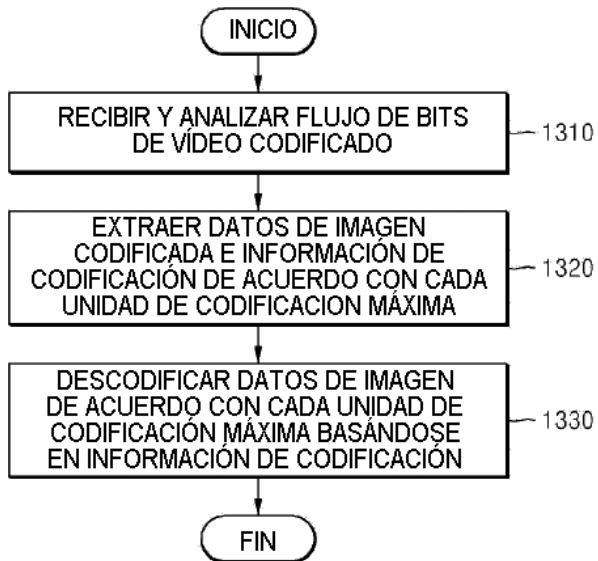 INICIO
RECIBIR Y ANALIZAR FLUJO DE BITS
DE VÍDEO CODIFICADO
1310
EXTRAER DATOS DE IMAGEN
CODIFICADA E INFORMACIÓN DE
CODIFICACIÓN DE ACUERDO CON CADA
UNIDAD DE CODIFICACION MÁXIMA
1320
DESCODIFICAR DATOS DE IMAGEN
DE ACUERDO CON CADA UNIDAD DE
CODIFICACIÓN MÁXIMA BASÁNDOSE
EN INFORMACIÓN DE CODIFICACIÓN
1330
FIN